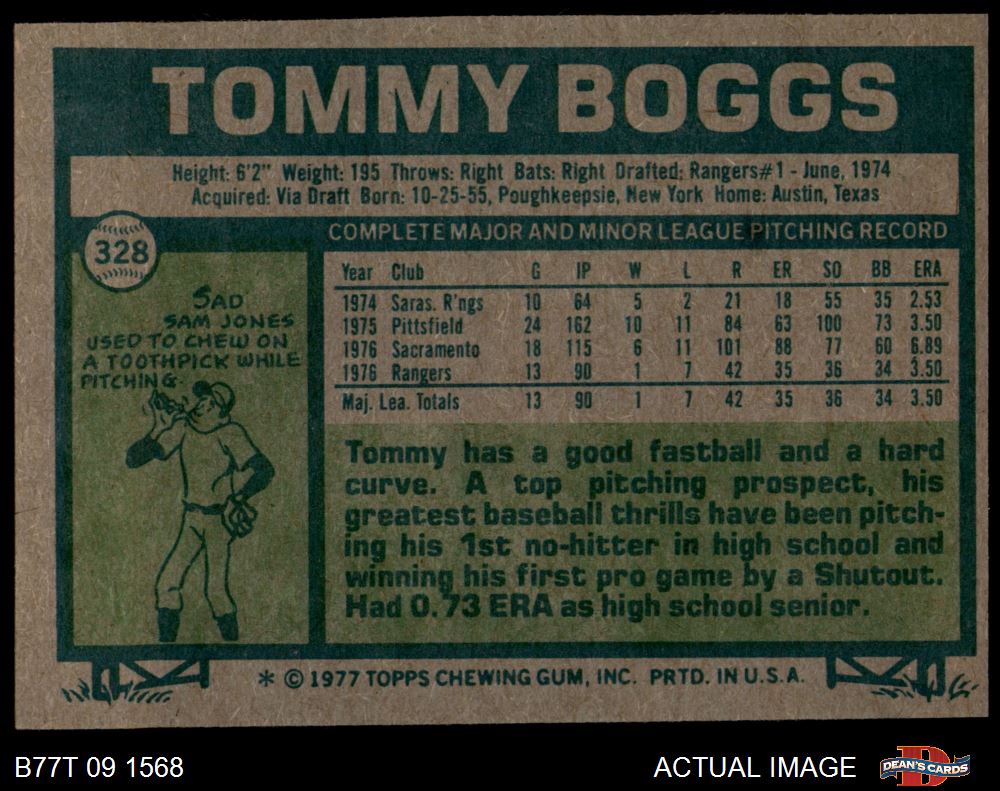 TOMMY BOGGS
Height: 6'2" Weight: 195 Throws: Right Bats: Right Drafted: Rangers#1 - June, 1974
Acquired: Via Draft Born: 10-25-55, Poughkeepsie, New York Home: Austin, Texas
328
COMPLETE MAJOR AND MINOR LEAGUE PITCHING RECORD
Year Club G IP W L R ER SO BB ERA
1974 Saras. R'ngs 10 64 5 2 21 18 55 35 2.53
1975 Pittsfield 24 162 10 11 84 63 100 73 3.50
1976 Sacramento 18 115 6 11 101 88 77 60 6.89
1976 Rangers 13 90 1 7 42 35 36 34 3.50
Maj. Lea. Totals 13 90 1 7 42 35 36 34 3.50
SAD
SAM JONES
USED TO CHEW ON
A TOOTHPICK WHILE
PITCHING.
Tommy has a good fastball and a hard
curve. A top pitching prospect, his
greatest baseball thrills have been pitch-
ing his 1st no-hitter in high school and
winning his first pro game by a Shutout.
Had 0.73 ERA as high school senior.
* © 1977 TOPPS CHEWING GUM, INC. PRTD. IN U.S.A.
B77T 09 1568
ACTUAL IMAGE
DEAN'S CARDS